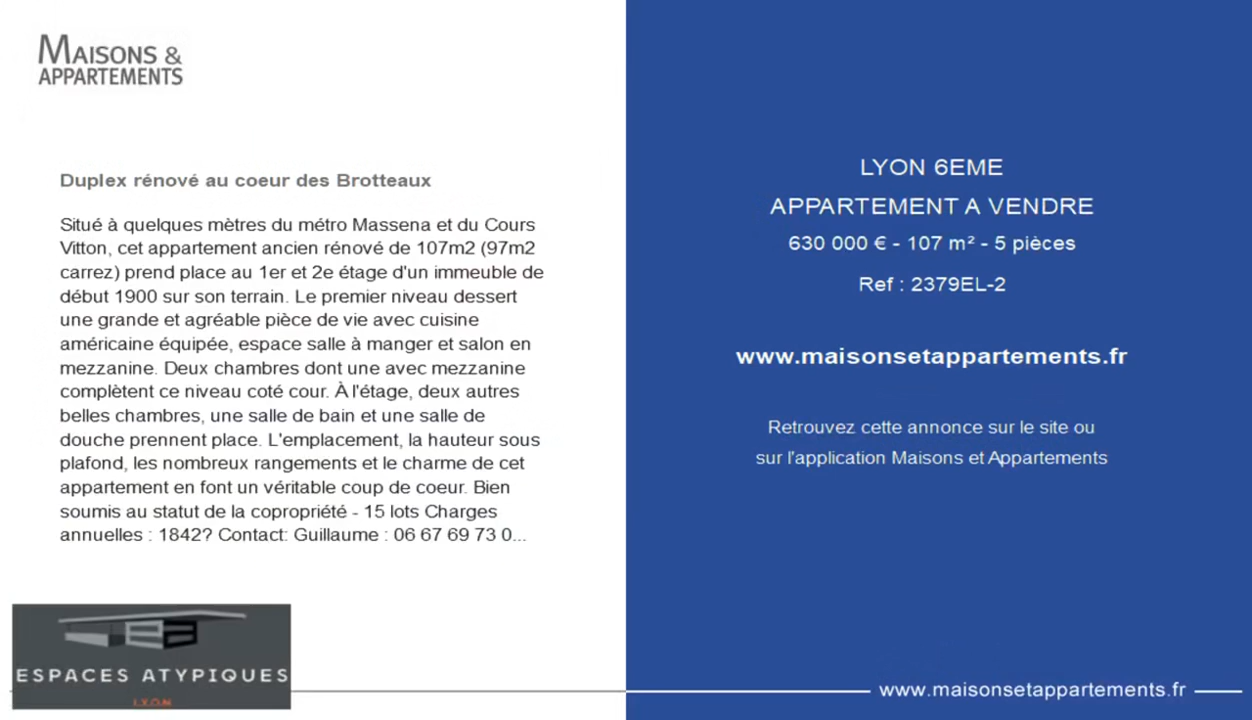 MAISONS &
APPARTEMENTS
Duplex rénové au coeur des Brotteaux
Situé à quelques mètres du métro Massena et du Cours
Vitton, cet appartement ancien rénové de 107m2 (97m2
carrez) prend place au 1er et 2e étage d'un immeuble de
début 1900 sur son terrain. Le premier niveau dessert
une grande et agréable pièce de vie avec cuisine
américaine équipée, espace salle à manger et salon en
mezzanine. Deux chambres dont une avec mezzanine
complètent ce niveau coté cour. À l'étage, deux autres
belles chambres, une salle de bain et une salle de
douche prennent place. L'emplacement, la hauteur sous
plafond, les nombreux rangements et le charme de cet
appartement en font un véritable coup de coeur. Bien
soumis au statut de la copropriété - 15 lots Charges
annuelles : 1842? Contact: Guillaume : 06 67 69 73 0...
ESPACES ATYPIQUES
LYON
LYON 6EME
APPARTEMENT A VENDRE
630 000 € - 107 m² - 5 pièces
Ref : 2379EL-2
www.maisonsetappartements.fr
Retrouvez cette annonce sur le site ou
sur l'application Maisons et Appartements
www.maisonsetappartements.fr